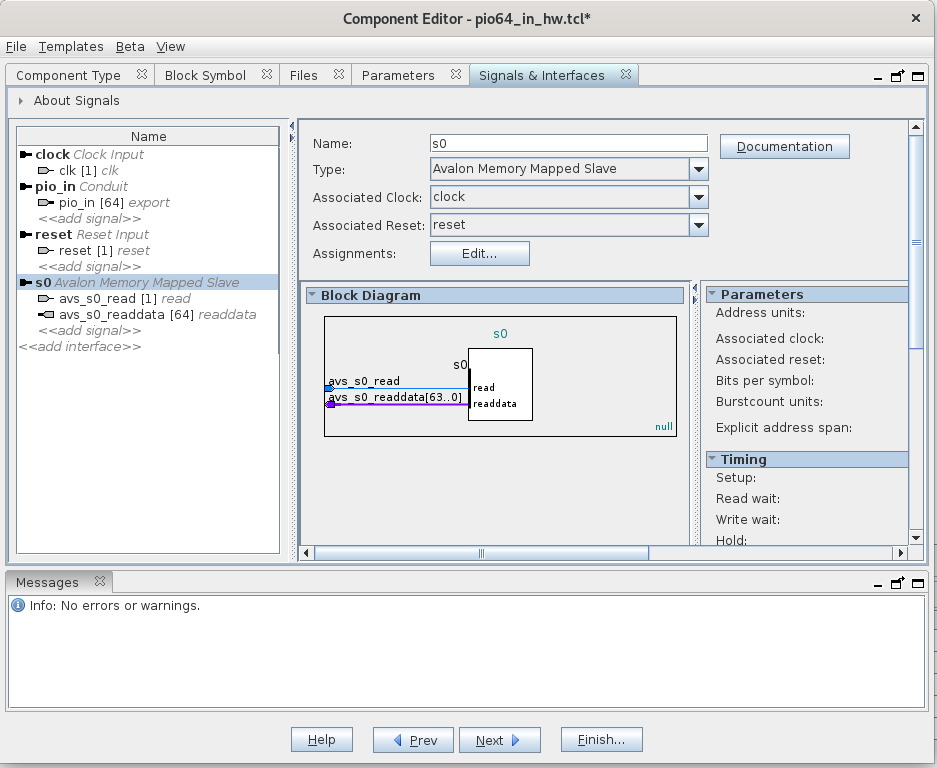 Component Editor - pio64_in_hw.tcl*
File Templates Beta View
Component Type Block Symbol Files Parameters Signals & Interfaces
About Signals
Name
clock Clock Input
clk [1] clk
pio_in Conduit
pio_in [64] export
<<add signal>>
reset Reset Input
reset [1] reset
<<add signal>>
s0 Avalon Memory Mapped Slave
avs_s0_read [1] read
avs_s0_readdata [64] readdata
<<add signal>>
<<add interface>>
Name: s0 Documentation
Type: Avalon Memory Mapped Slave
Associated Clock: clock
Associated Reset: reset
Assignments: Edit...
Block Diagram
s0
s0
avs_s0_read
read
avs_s0_readdata[63..0]
readdata
null
Parameters
Address units:
Associated clock:
Associated reset:
Bits per symbol:
Burstcount units:
Explicit address span:
Timing
Setup:
Read wait:
Write wait:
Hold:
Messages
Info: No errors or warnings.
Help Prev Next Finish...